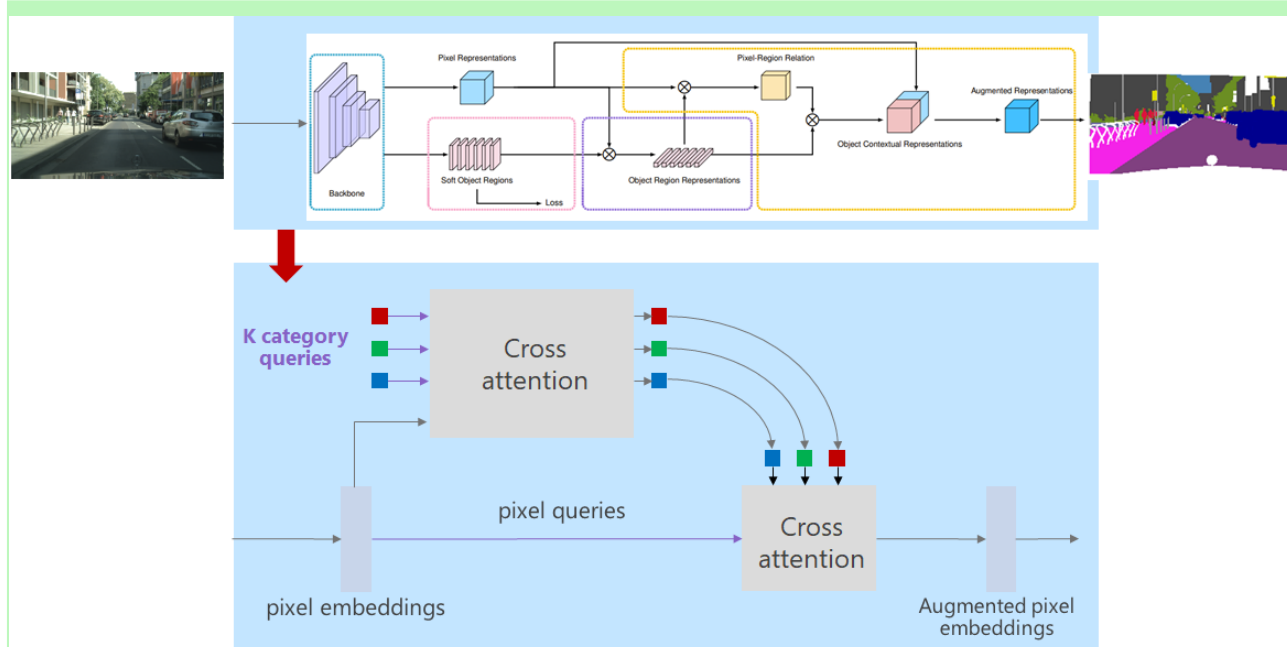 Pixel Representations
Pixel-Region Relation
Augmented Representations
Object Contextual Representations
Soft Object Regions
Object Region Representations
Backbone
Loss
K category
queries
Cross
attention
pixel queries
Cross
attention
pixel embeddings
Augmented pixel
embeddings